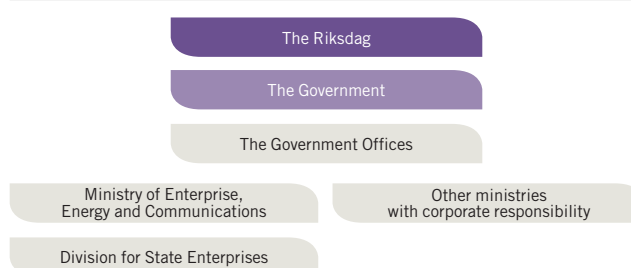 The Riksdag
The Government
The Government Offices
Ministry of Enterprise,
Energy and Communications
Other ministries
with corporate responsibility
Division for State Enterprises